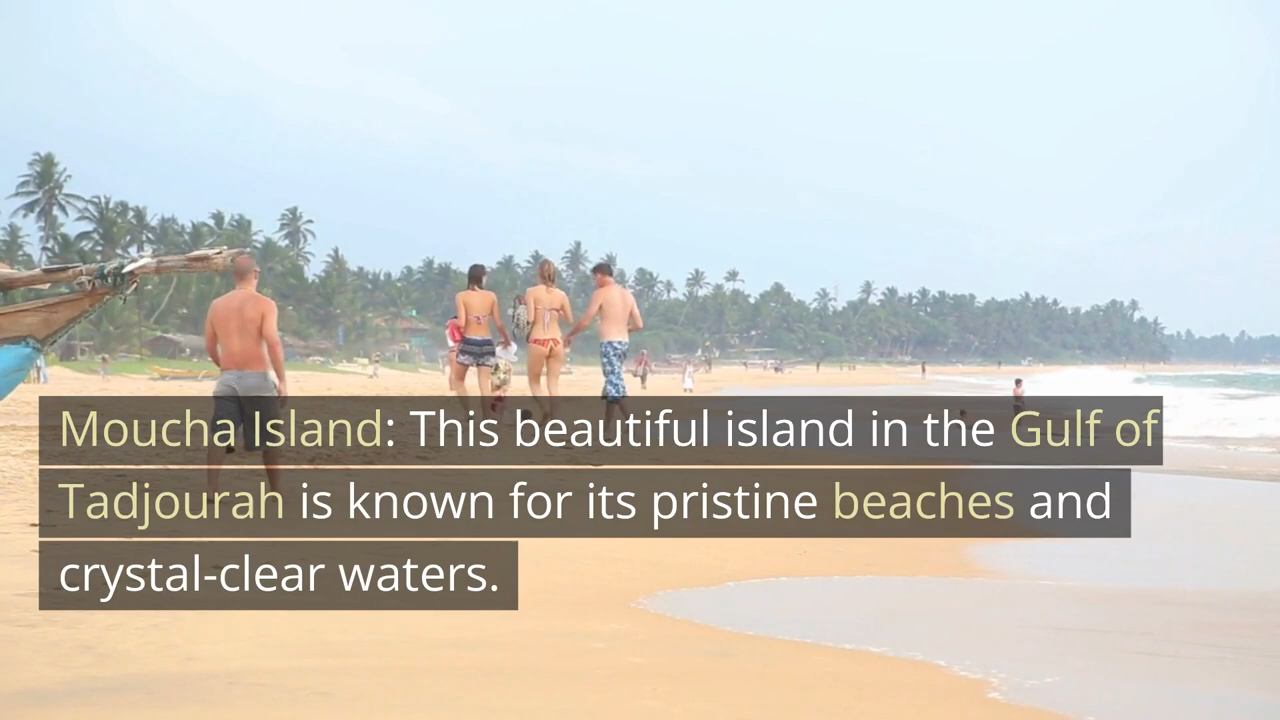 Moucha Island: This beautiful island in the Gulf of
Tadjourah is known for its pristine beaches and
crystal-clear waters.